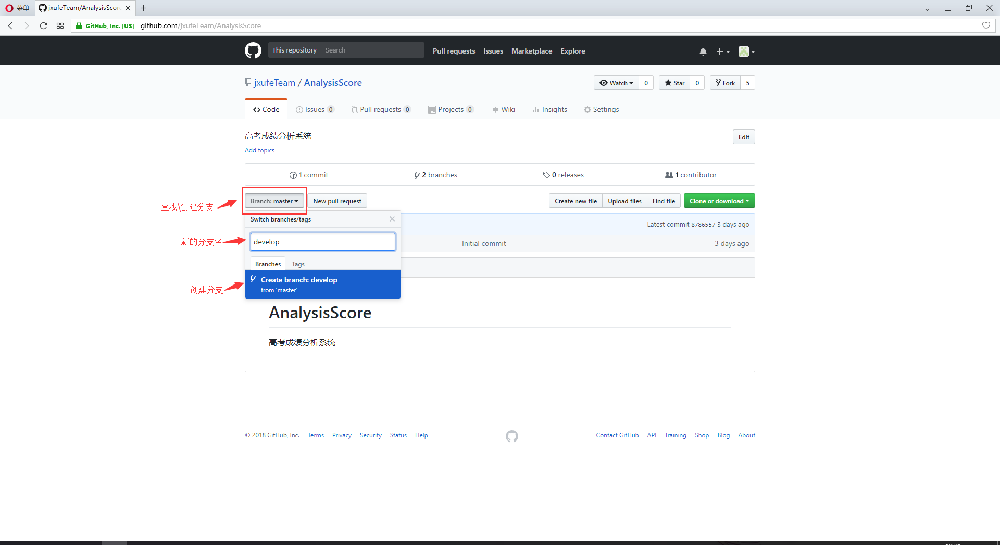 菜单
jxufeTeam/AnalysisScore
GitHub, Inc. [US]
github.com/jxufeTeam/AnalysisScore
This repository
Search
Pull requests
Issues
Marketplace
Explore
jxufeTeam / AnalysisScore
Watch
0
Star
0
Fork
5
Code
Issues 0
Pull requests 0
Projects 0
Wiki
Insights
Settings
高考成绩分析系统
Edit
Add topics
1 commit
2 branches
0 releases
1 contributor
查找\创建分支
Branch: master
New pull request
Create new file
Upload files
Find file
Clone or download
Switch branches/tags
Latest commit 8786557 3 days ago
新的分支名
develop
Initial commit
3 days ago
Branches
Tags
创建分支
Create branch: develop
from ‘master’
AnalysisScore
高考成绩分析系统
© 2018 GitHub, Inc.
Terms
Privacy
Security
Status
Help
Contact GitHub
API
Training
Shop
Blog
About